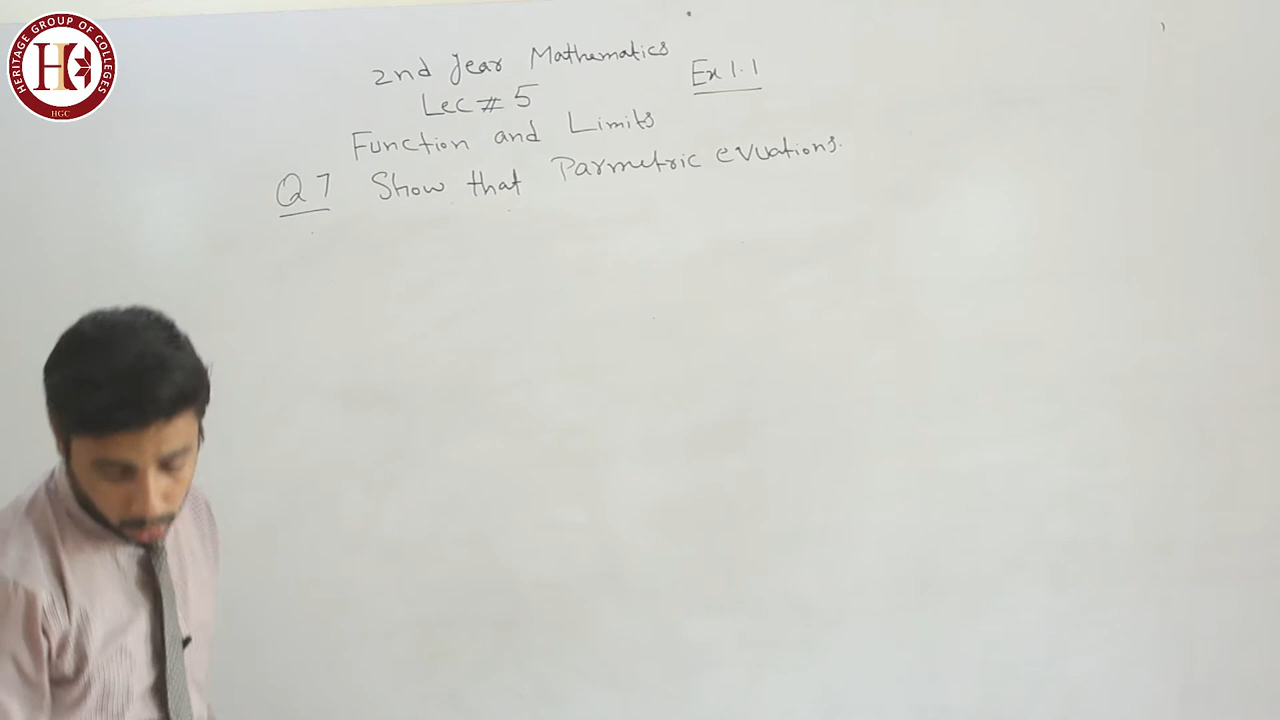 HERITAGE GROUP OF COLLEGES
HGC
2nd Year Mathematics
Lec # 5
Ex 1.1
Function and Limits
Q 7 Show that Parmetric evuations.